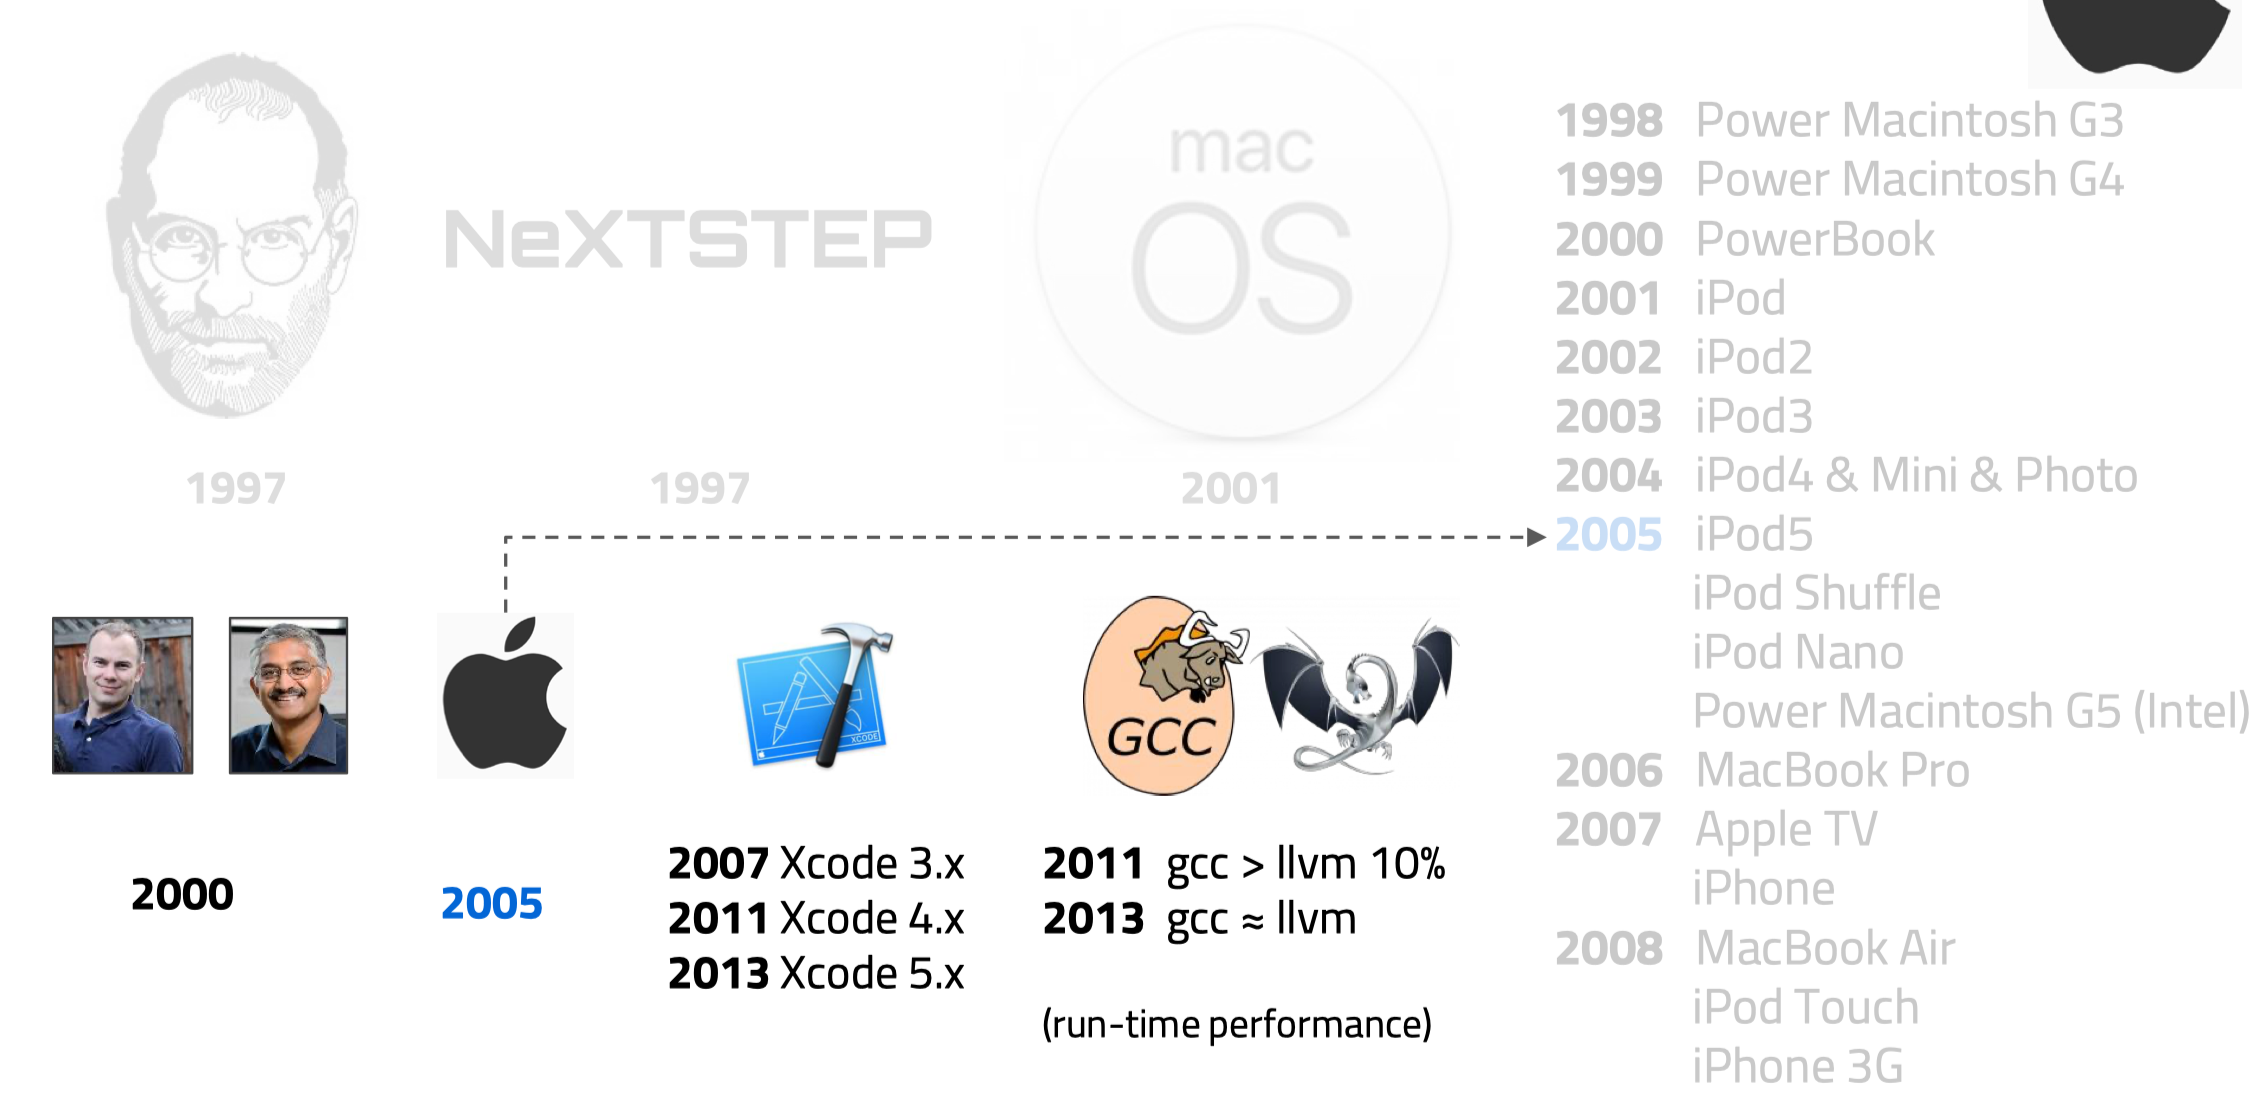 NeXTSTEP
mac
OS
1997
1997
2001
1998 Power Macintosh G3
1999 Power Macintosh G4
2000 PowerBook
2001 iPod
2002 iPod2
2003 iPod3
2004 iPod4 & Mini & Photo
2005 iPod5
iPod Shuffle
iPod Nano
Power Macintosh G5 (Intel)
2006 MacBook Pro
2007 Apple TV
iPhone
2008 MacBook Air
iPod Touch
iPhone 3G
XCODE
GCC
2000
2005
2007 Xcode 3.x
2011 Xcode 4.x
2013 Xcode 5.x
2011 gcc > llvm 10%
2013 gcc ≈ llvm
(run-time performance)